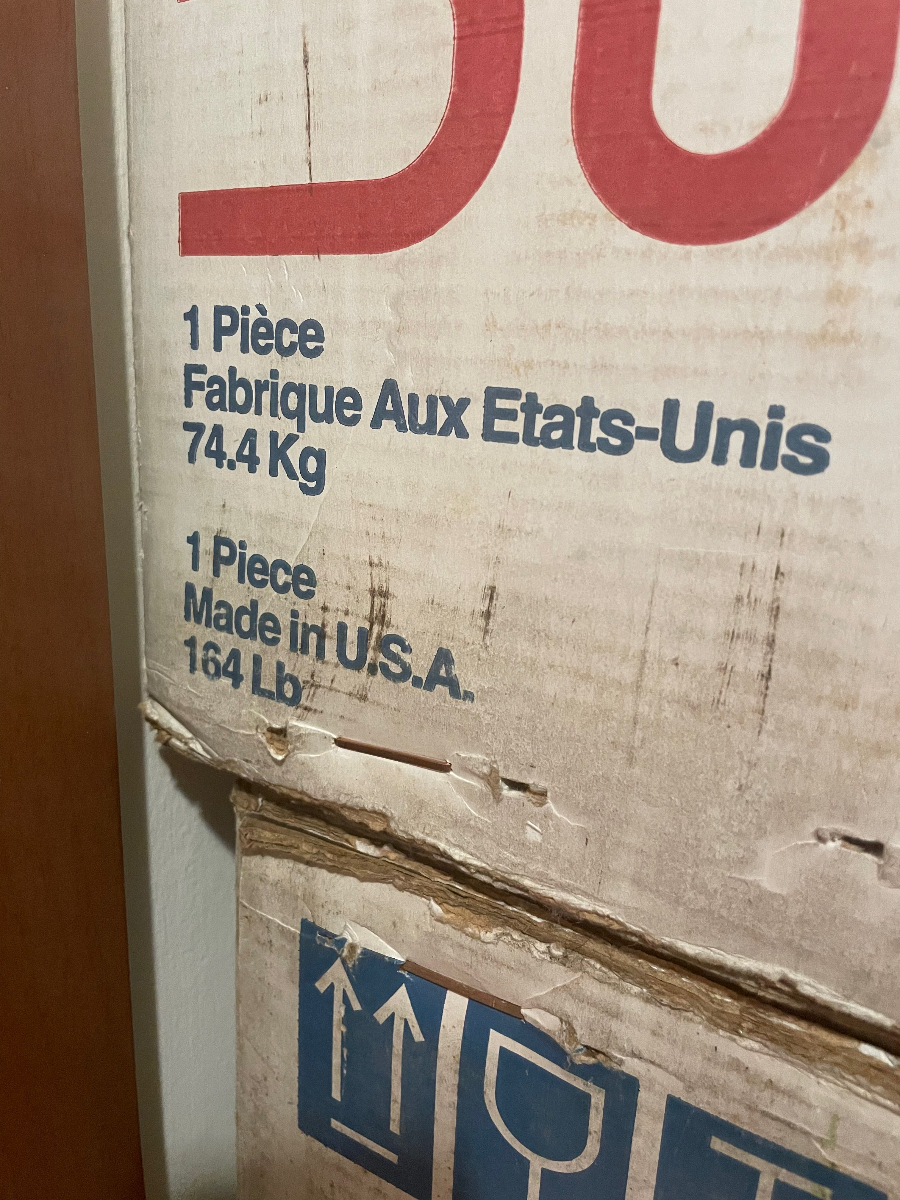 1 Pièce
Fabrique Aux Etats-Unis
74.4 Kg
1 Piece
Made in U.S.A.
164 Lb